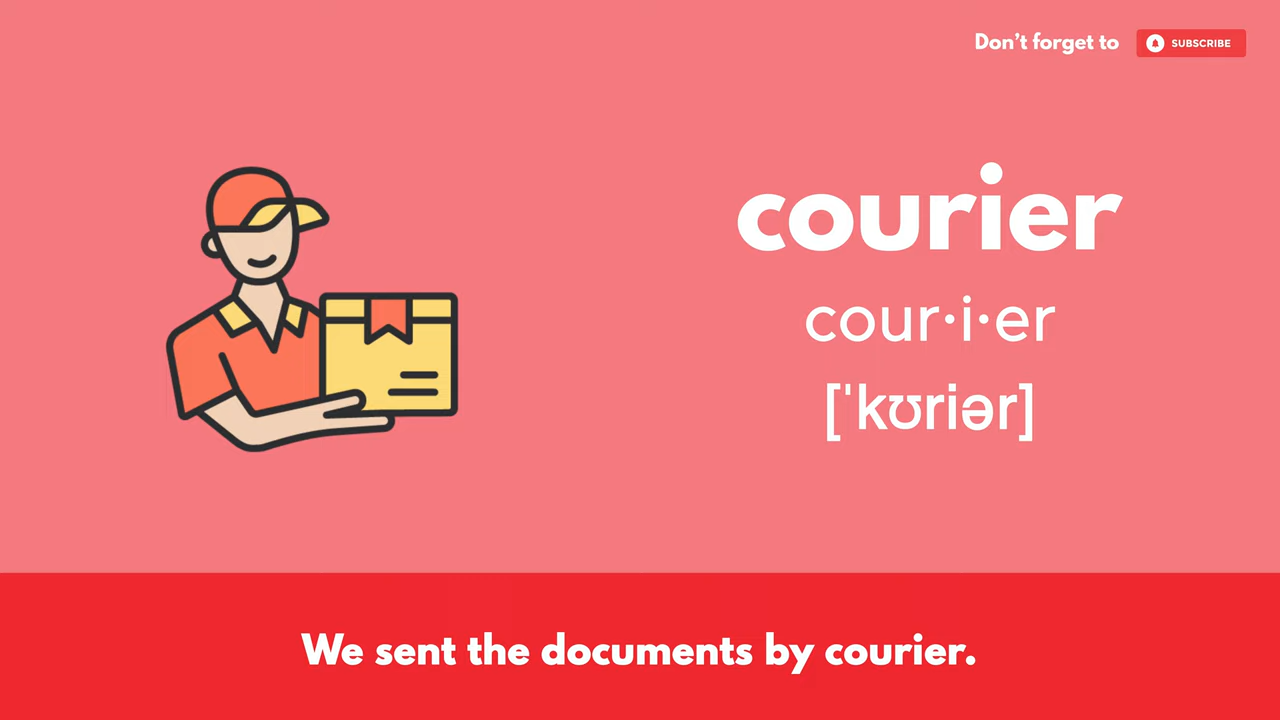 Don't forget to SUBSCRIBE
courier
cour·i·er
[ˈkʊriər]
We sent the documents by courier.